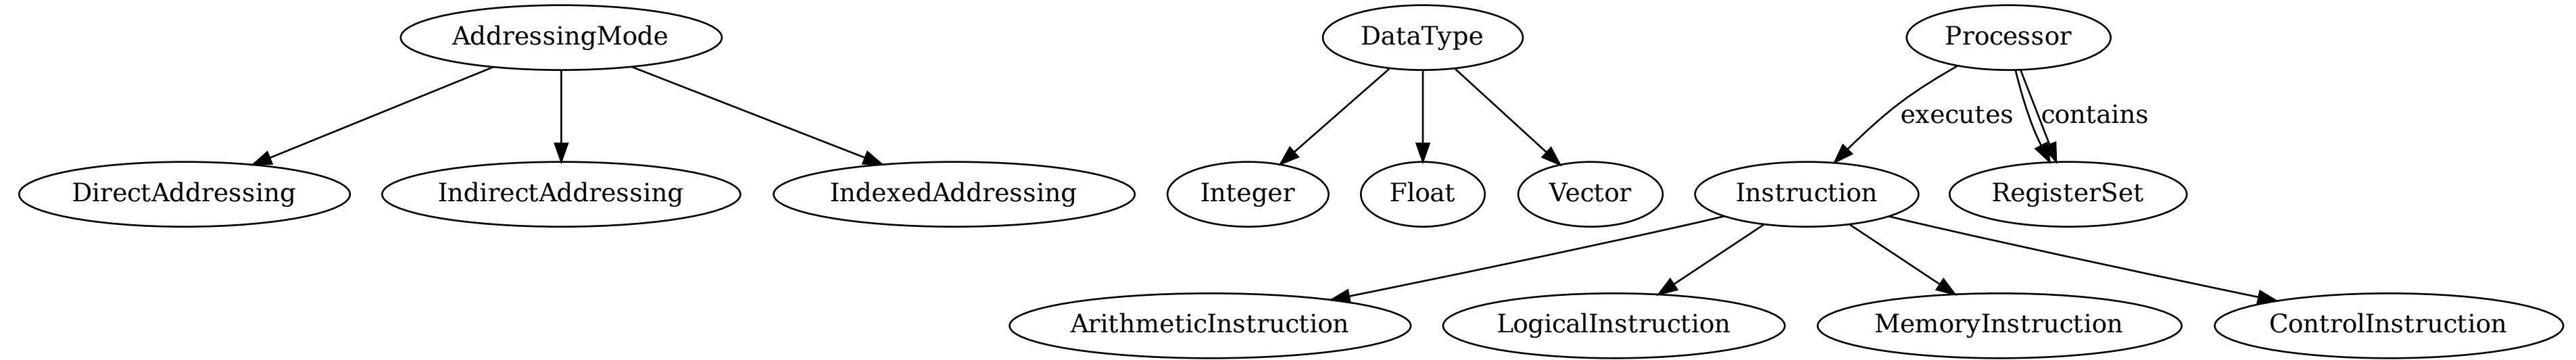 AddressingMode
DataType
Processor
executes
contains
DirectAddressing
IndirectAddressing
IndexedAddressing
Integer
Float
Vector
Instruction
RegisterSet
ArithmeticInstruction
LogicalInstruction
MemoryInstruction
ControlInstruction